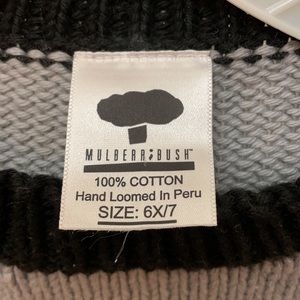 MULBERRIBUSH™
100% COTTON
Hand Loomed In Peru
SIZE: 6X/7